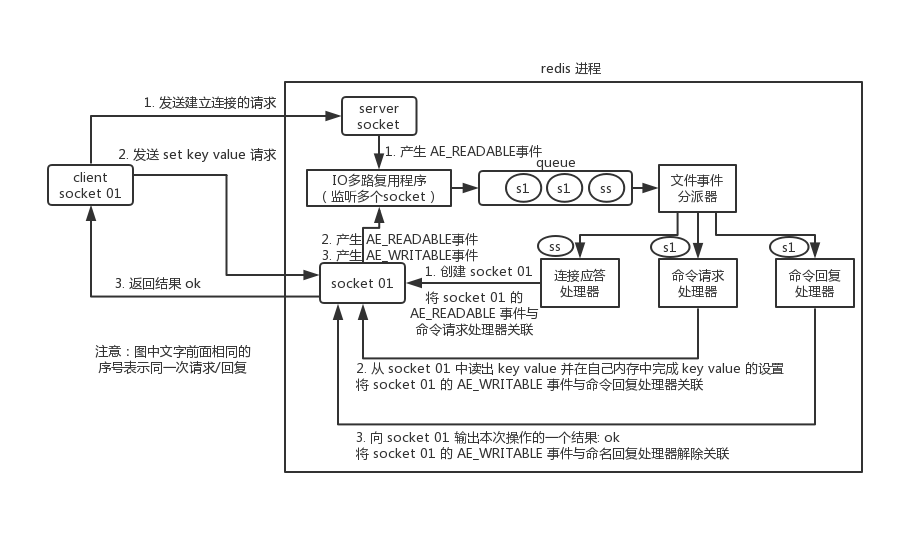 redis 进程
1. 发送建立连接的请求
server
socket
1. 产生 AE_READABLE事件
2. 发送 set key value 请求
queue
client
socket 01
IO多路复用程序
（监听多个socket）
s1
s1
ss
文件事件
分派器
2. 产生 AE_READABLE事件
3. 产生 AE_WRITABLE事件
ss
s1
s1
1. 创建 socket 01
连接应答
处理器
命令请求
处理器
命令回复
处理器
3. 返回结果 ok
socket 01
将 socket 01 的
AE_READABLE 事件与
命令请求处理器关联
注意：图中文字前面相同的
序号表示同一次请求/回复
2. 从 socket 01 中读出 key value 并在自己内存中完成 key value 的设置
将 socket 01 的 AE_WRITABLE 事件与命令回复处理器关联
3. 向 socket 01 输出本次操作的一个结果: ok
将 socket 01 的 AE_WRITABLE 事件与命名回复处理器解除关联